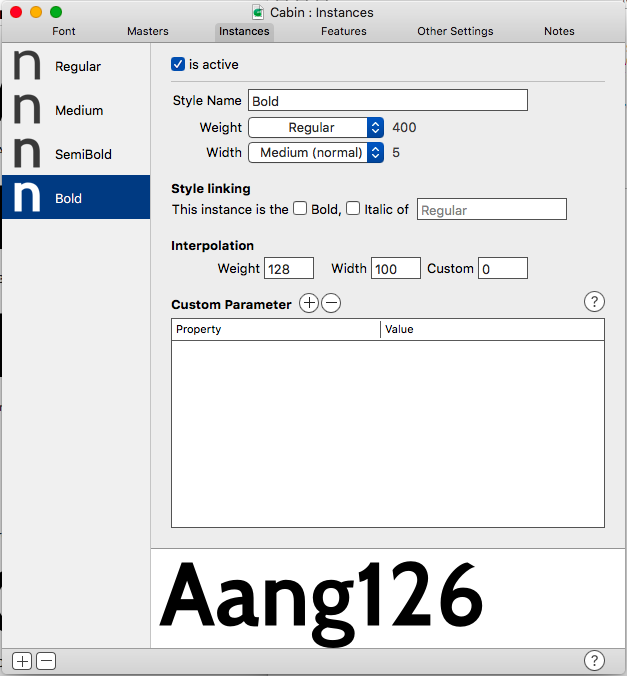 Cabin : Instances
Font Masters Instances Features Other Settings Notes
n Regular
n Medium
n SemiBold
n Bold
is active
Style Name Bold
Weight Regular 400
Width Medium (normal) 5
Style linking
This instance is the Bold, Italic of Regular
Interpolation
Weight 128 Width 100 Custom 0
Custom Parameter + − ?
Property Value
Aang126
+ − ?